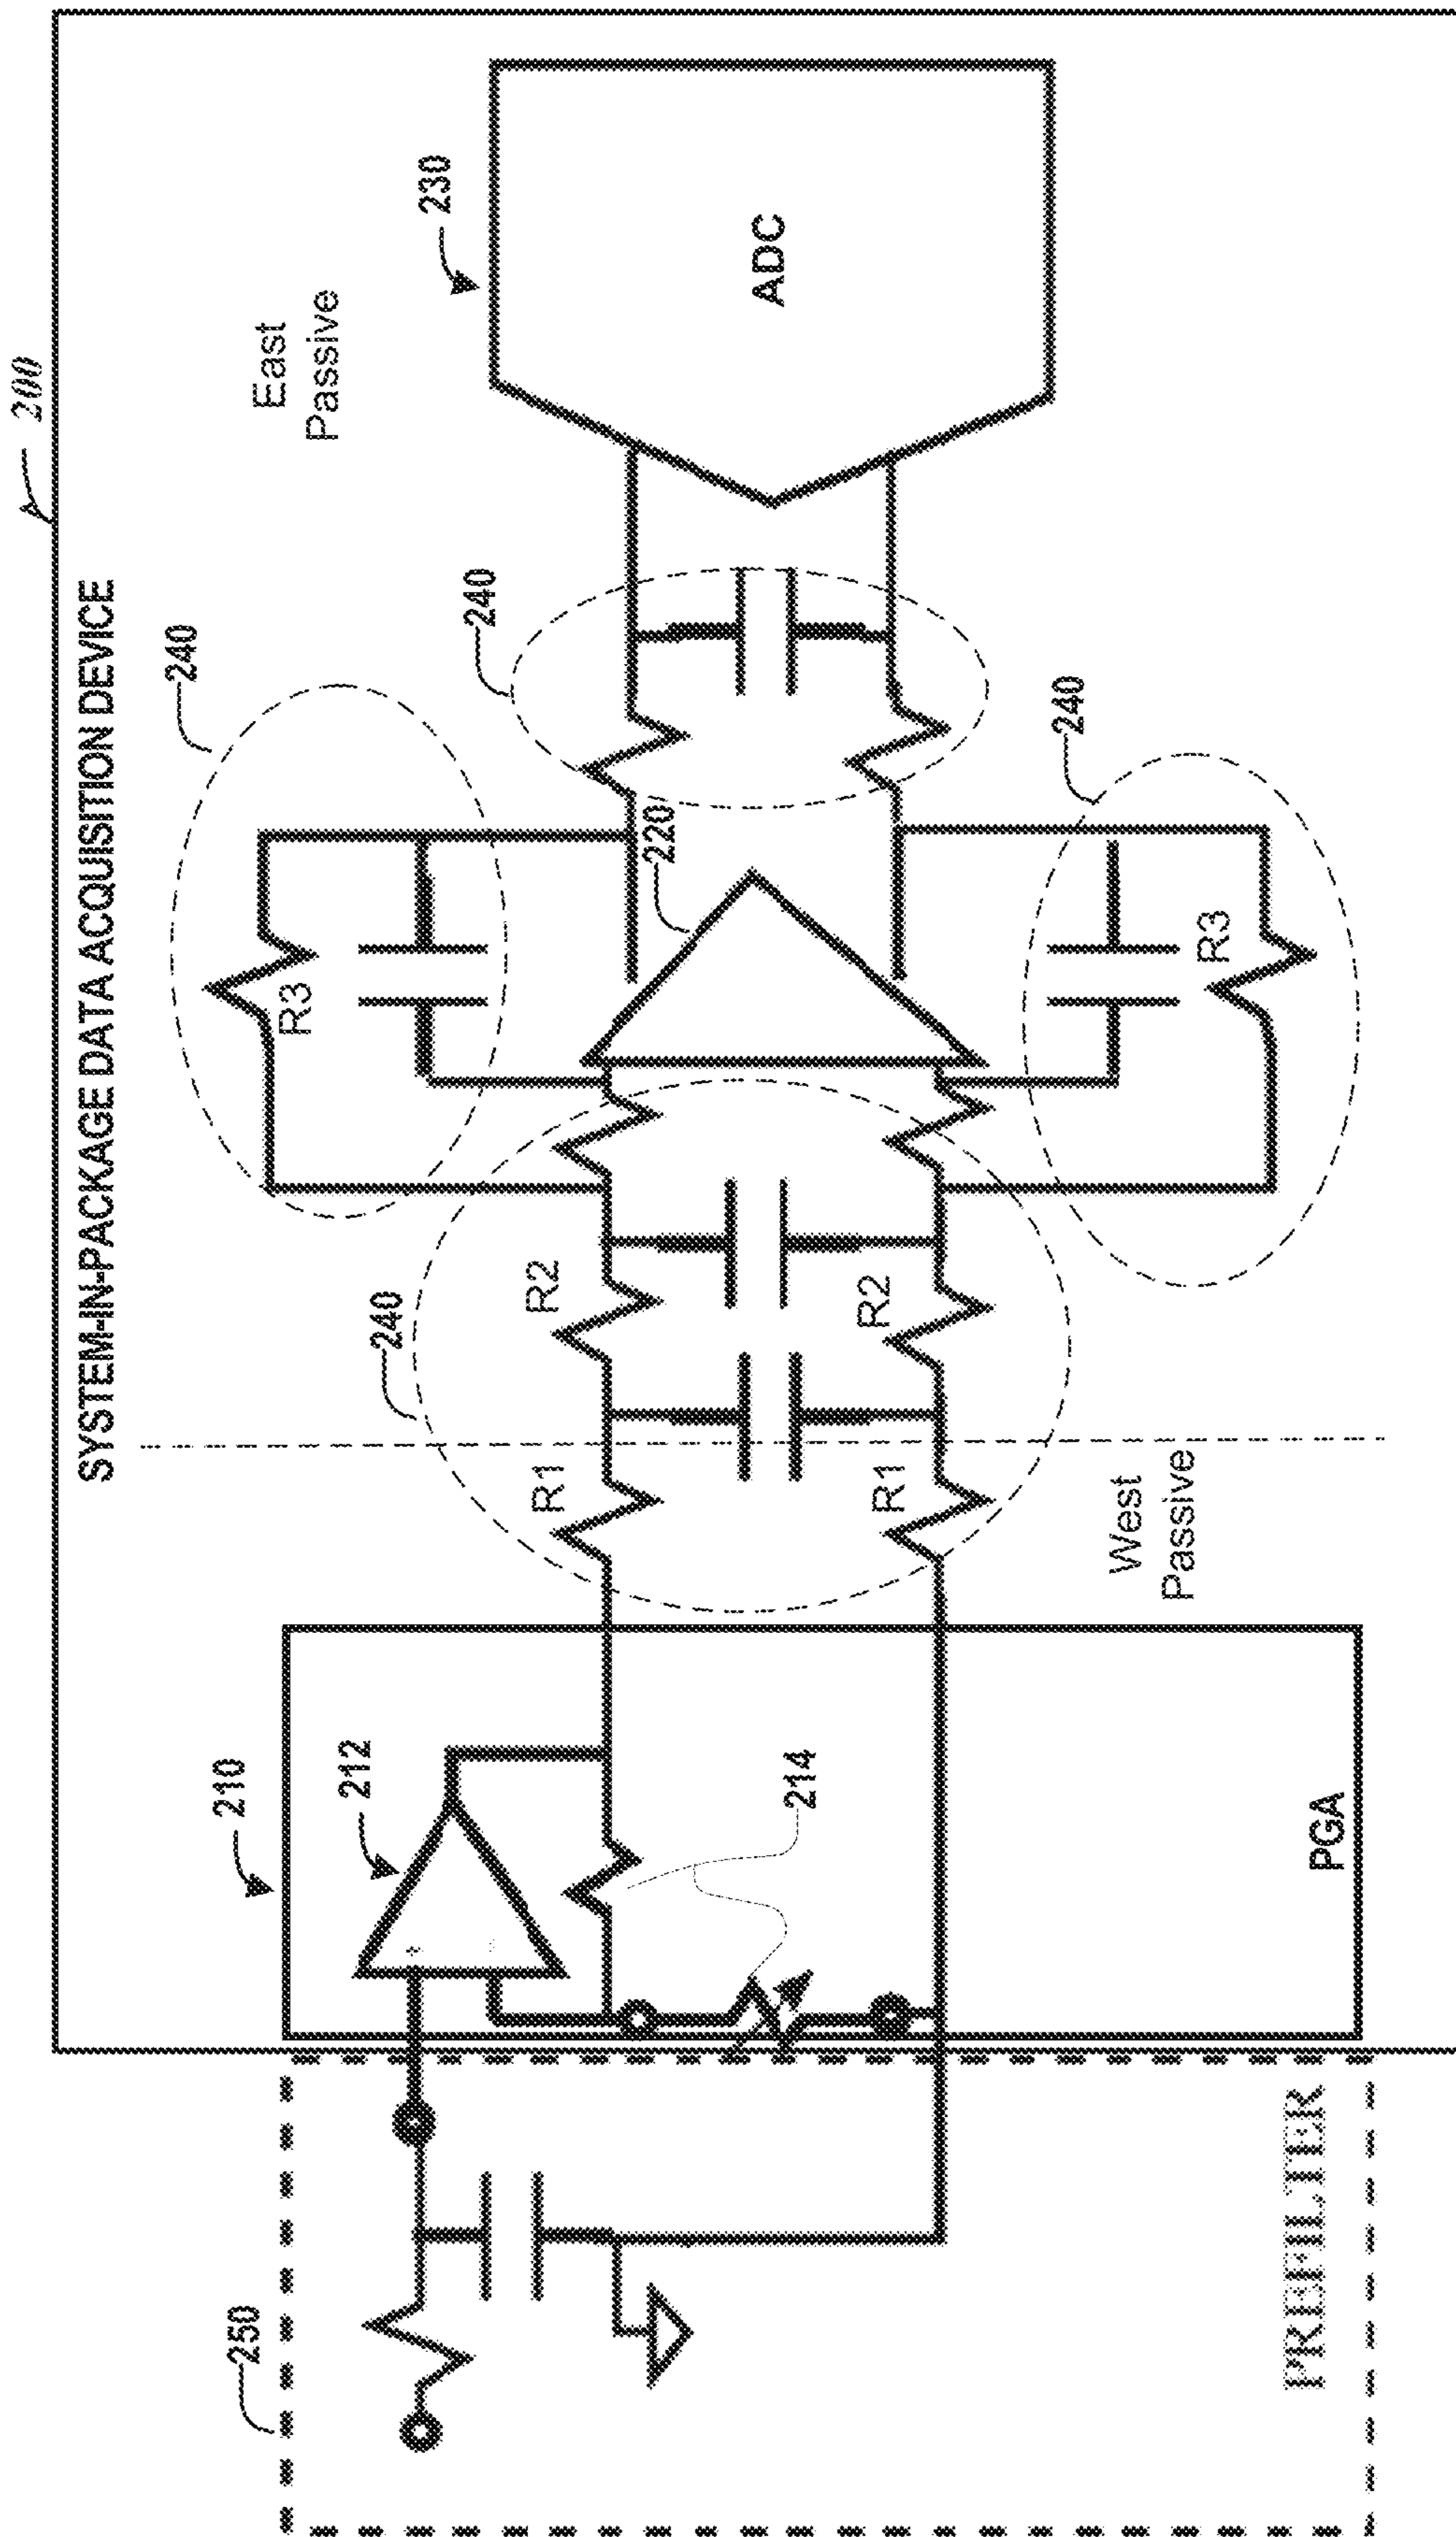 200
SYSTEM-IN-PACKAGE DATA ACQUISITION DEVICE
240
East
Passive
230
240
R3
210
240
212
R2
R1
220
ADC
250
214
R2
R1
240
R3
West
Passive
PGA
PREFILTER
+